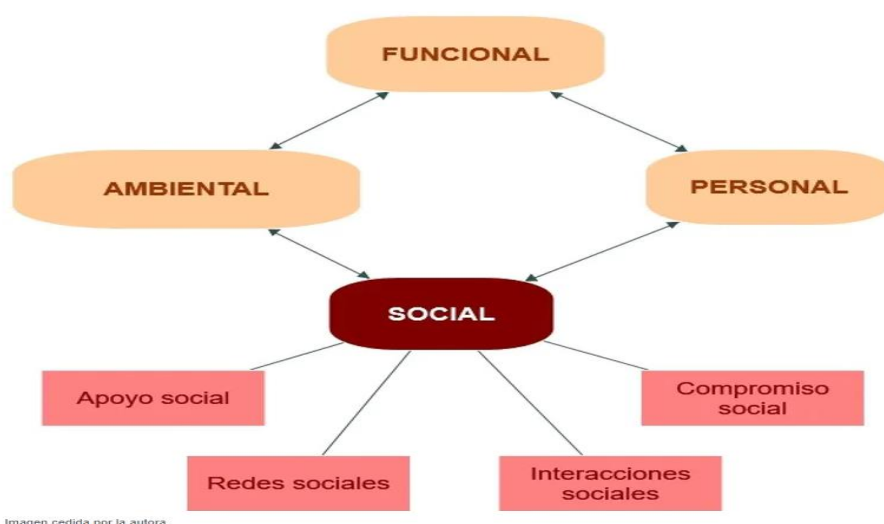 FUNCIONAL
AMBIENTAL
PERSONAL
SOCIAL
Apoyo social
Compromiso
social
Redes sociales
Interacciones
sociales
Imagen cedida por la autora